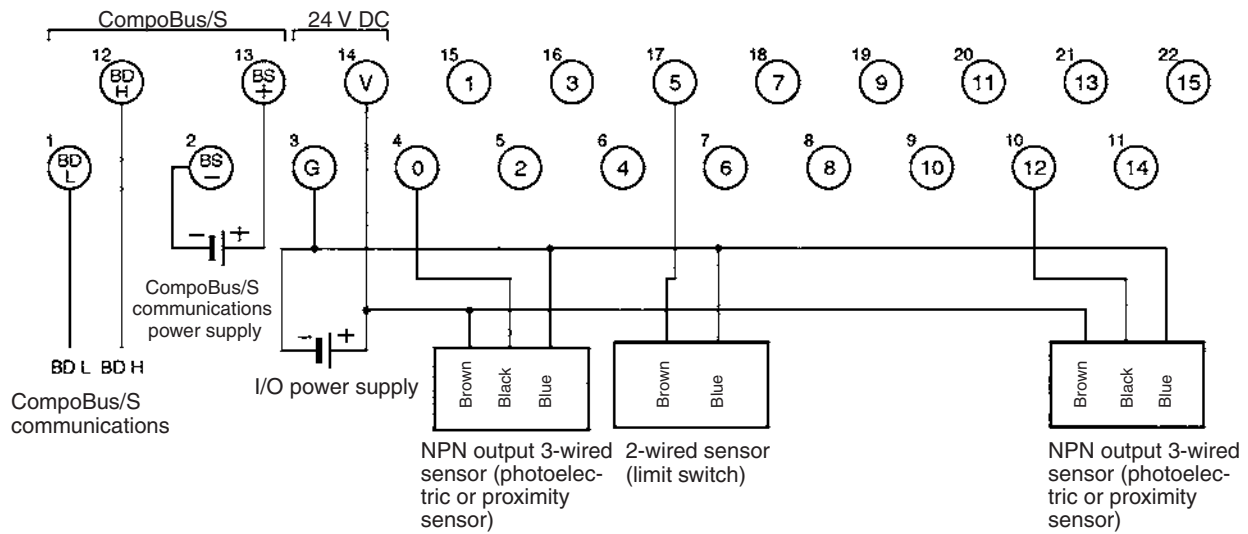 CompoBus/S 24 V DC
12 13 14 15 16 17 18 19 20 21 22
BD H BS + V 1 3 5 7 9 11 13 15
1 2 3 4 5 6 7 8 9 10 11
BD L BS – G 0 2 4 6 8 10 12 14
– +
CompoBus/S
communications
power supply
– +
I/O power supply
BD L BD H
CompoBus/S
communications
Brown Black Blue
NPN output 3-wired
sensor (photoelec-
tric or proximity
sensor)
Brown Blue
2-wired sensor
(limit switch)
Brown Black Blue
NPN output 3-wired
sensor (photoelec-
tric or proximity
sensor)